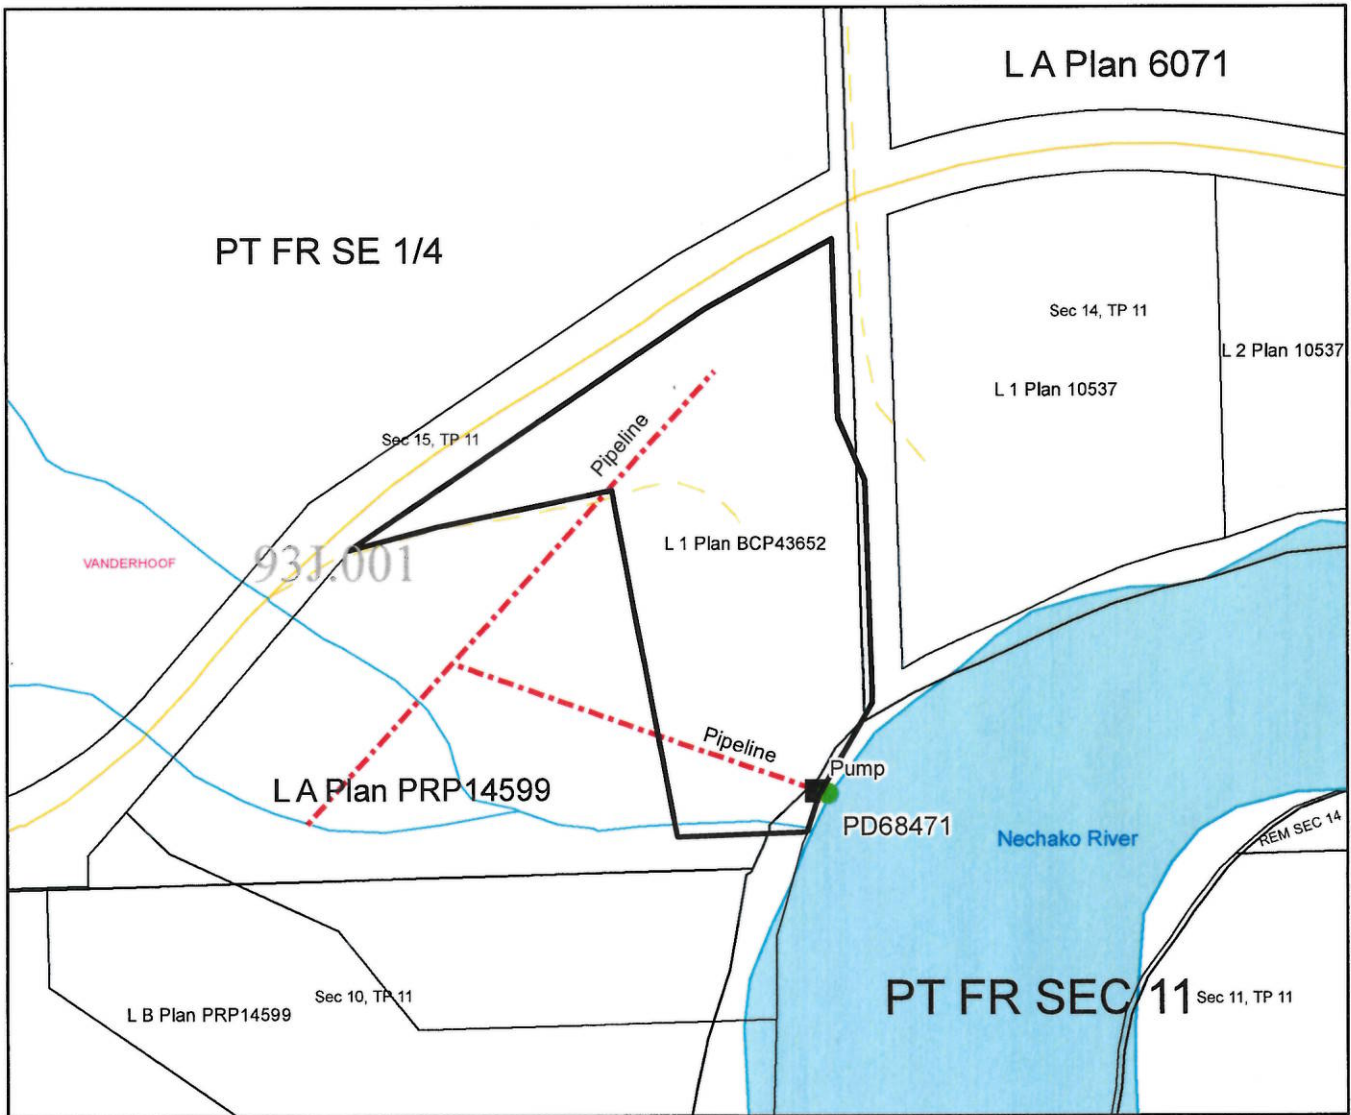 L A Plan 6071
PT FR SE 1/4
Sec 14, TP 11
L 2 Plan 10537
L 1 Plan 10537
Sec 15, TP 11
Pipeline
L 1 Plan BCP43652
VANDERHOOF
93J.001
Pipeline
Pump
L A Plan PRP14599
PD68471
Nechako River
REM SEC 14
PT FR SEC 11
Sec 11, TP 11
Sec 10, TP 11
L B Plan PRP14599